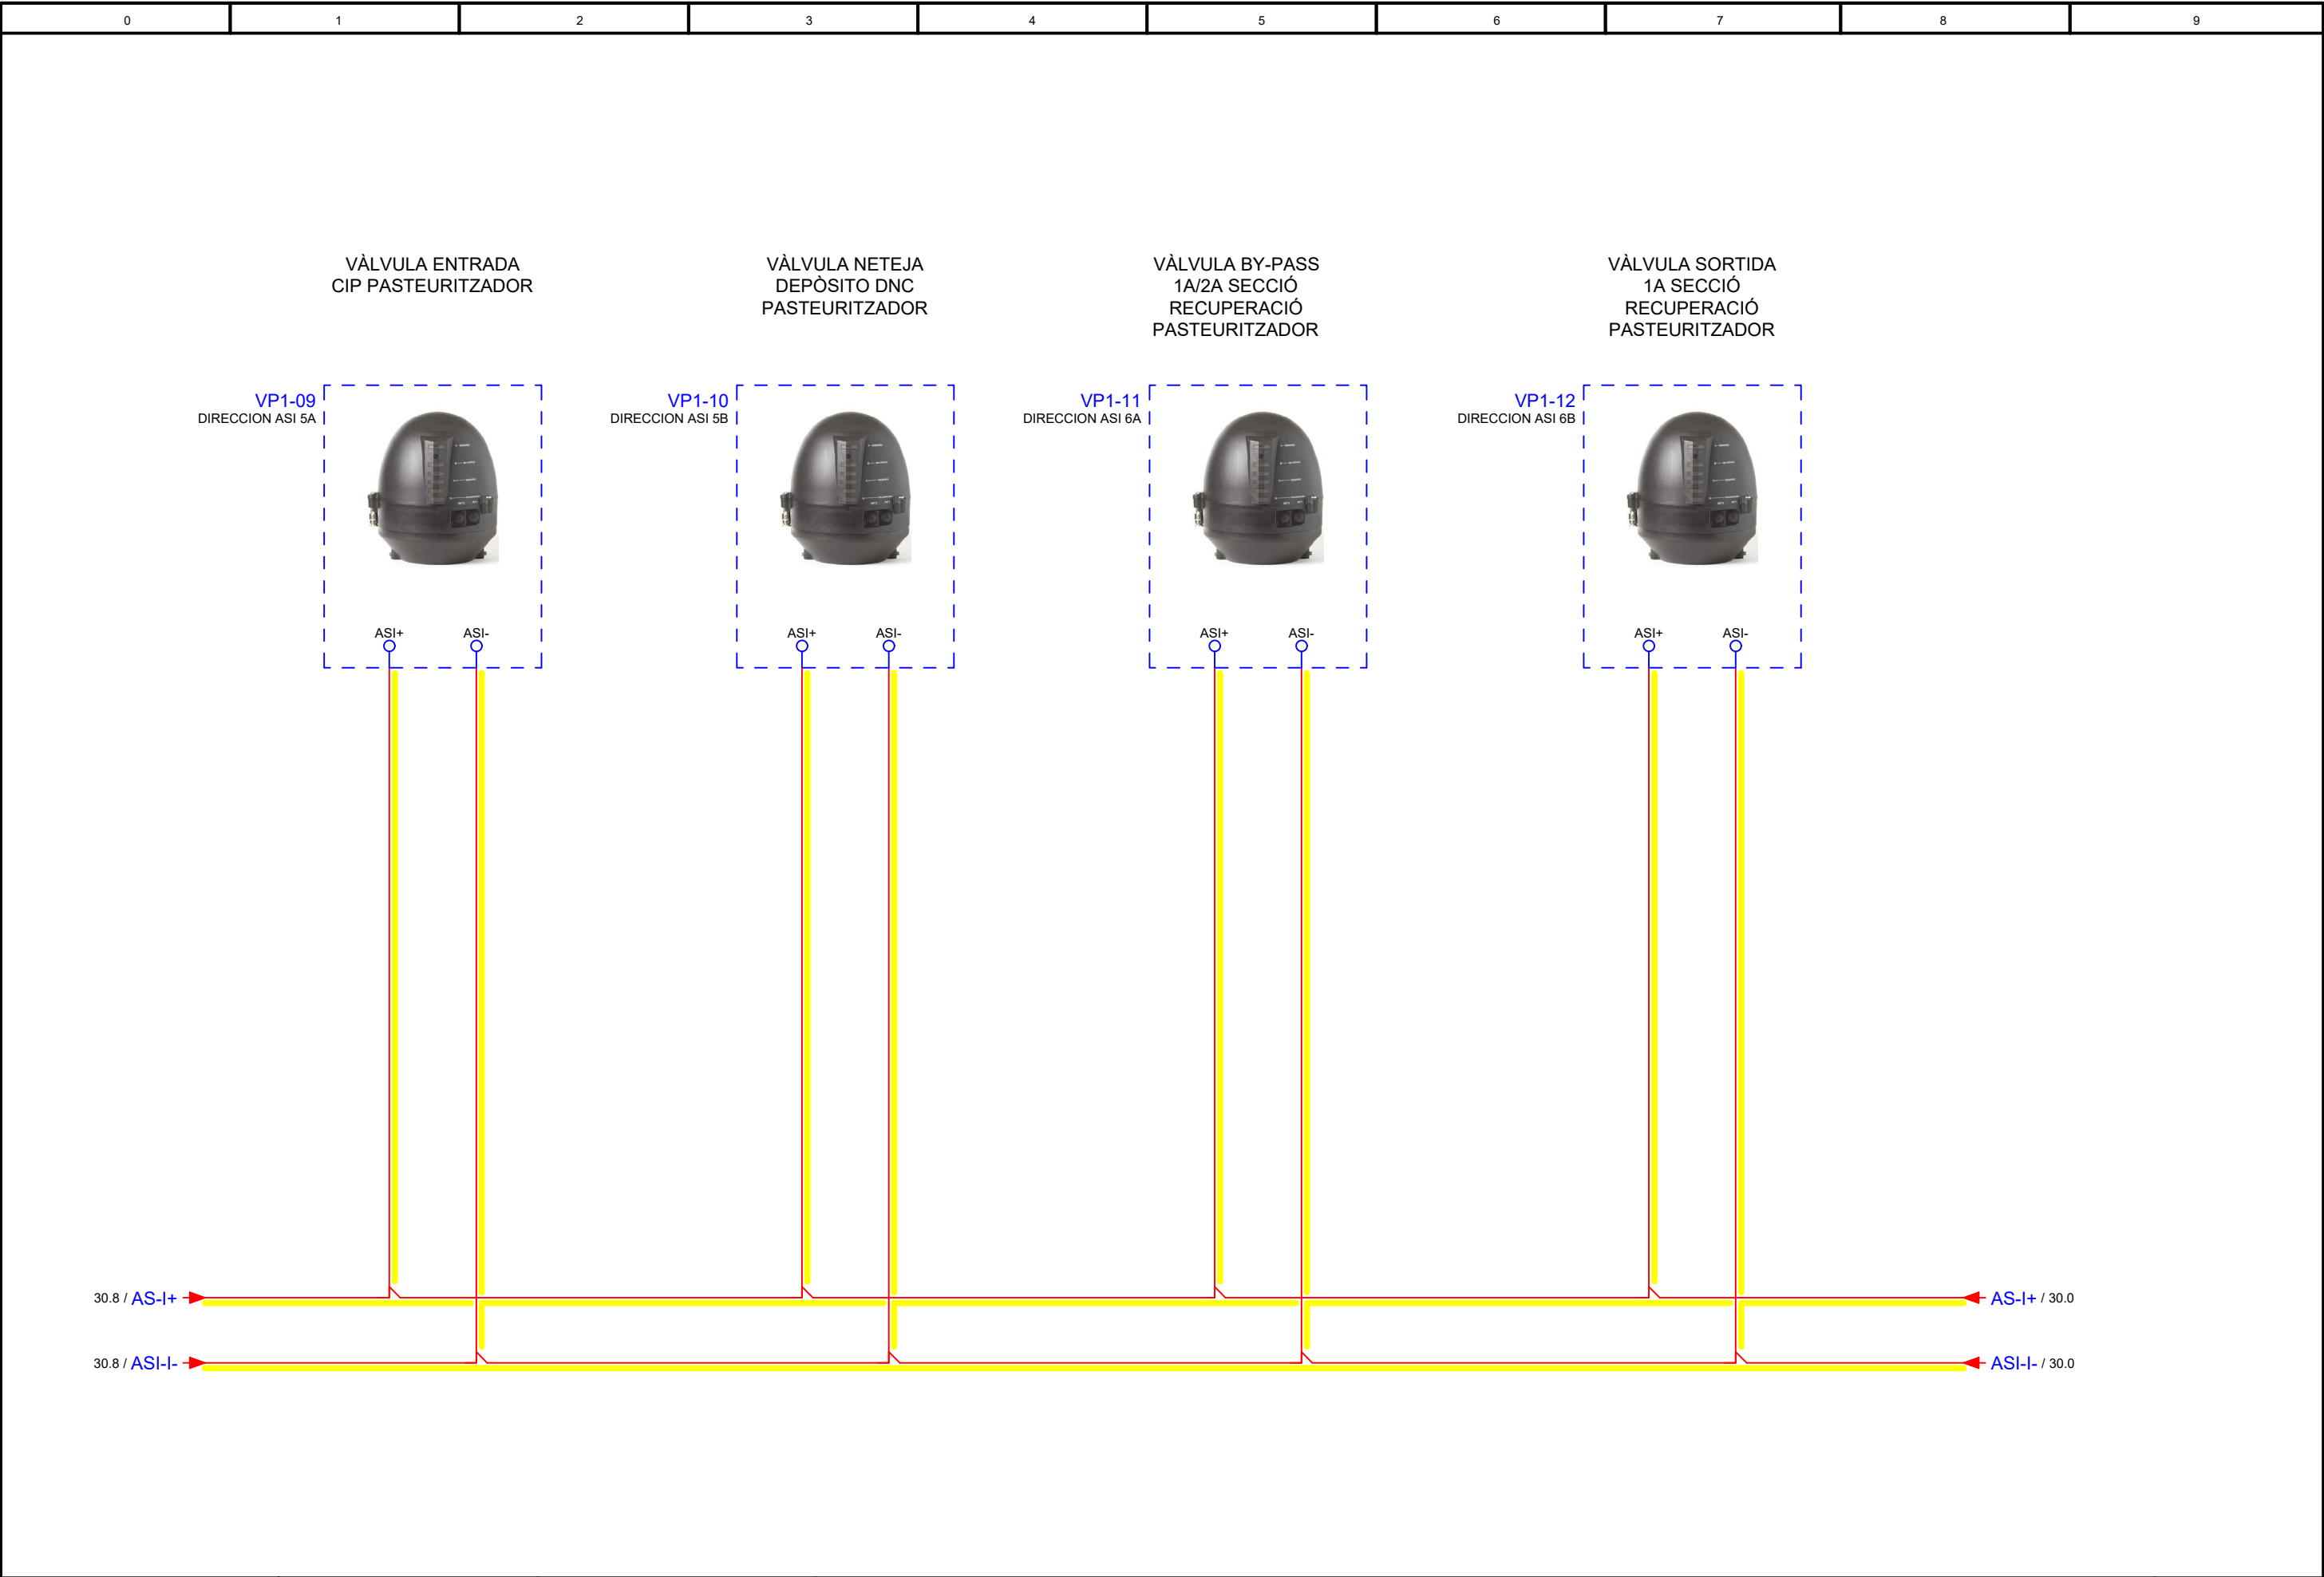 0 1 2 3 4 5 6 7 8 9
VÀLVULA ENTRADA
CIP PASTEURITZADOR
VÀLVULA NETEJA
DEPÒSITO DNC
PASTEURITZADOR
VÀLVULA BY-PASS
1A/2A SECCIÓ
RECUPERACIÓ
PASTEURITZADOR
VÀLVULA SORTIDA
1A SECCIÓ
RECUPERACIÓ
PASTEURITZADOR
VP1-09
DIRECCION ASI 5A
VP1-10
DIRECCION ASI 5B
VP1-11
DIRECCION ASI 6A
VP1-12
DIRECCION ASI 6B
ASI+ ASI-
ASI+ ASI-
ASI+ ASI-
ASI+ ASI-
30.8 / AS-I+
AS-I+ / 30.0
30.8 / ASI-I-
ASI-I- / 30.0